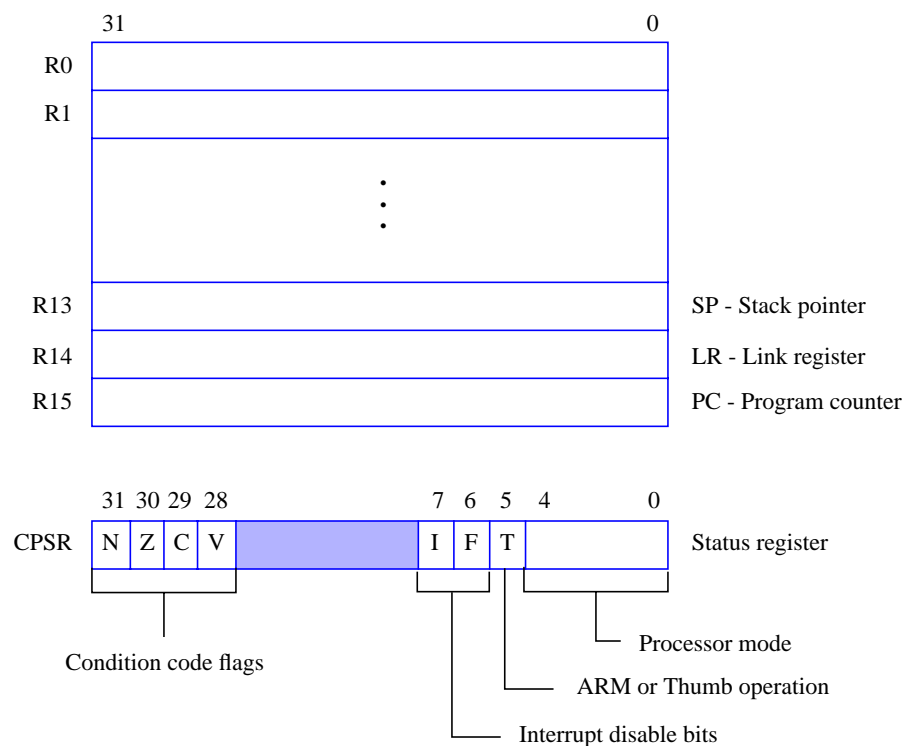 31 0
R0
R1
R13 SP - Stack pointer
R14 LR - Link register
R15 PC - Program counter
31 30 29 28 7 6 5 4 0
CPSR N Z C V I F T Status register
Processor mode
Condition code flags
ARM or Thumb operation
Interrupt disable bits